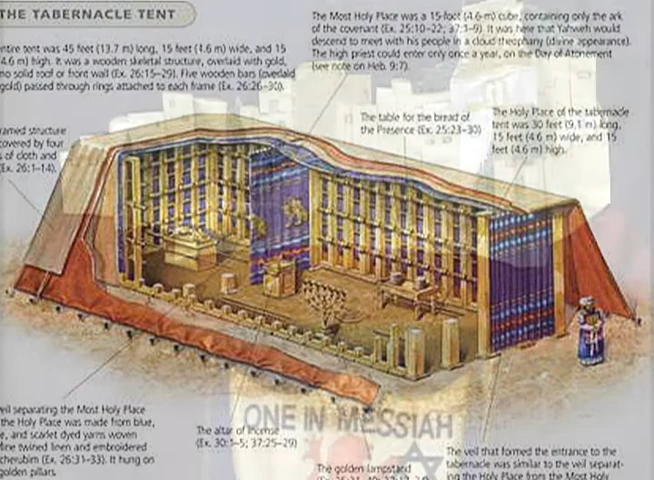 THE TABERNACLE TENT
entire tent was 45 feet (13.7 m) long, 15 feet (4.6 m) wide, and 15
4.6 m) high. It was a wooden skeletal structure, overlaid with gold,
no solid roof or front wall (Ex. 26:15–29). Five wooden bars (overlaid
gold) passed through rings attached to each frame (Ex. 26:26–30).
The Most Holy Place was a 15-foot (4.6-m) cube, containing only the ark
of the covenant (Ex. 25:10–22; 37:1–9). It was here that Yahweh would
descend to meet with his people in a cloud theophany (divine appearance).
The high priest could enter only once a year, on the Day of Atonement
(see note on Heb. 9:7).
ramed structure
covered by four
s of cloth and
(Ex. 26:1–14).
The table for the bread of
the Presence (Ex. 25:23–30)
The Holy Place of the tabernacle
tent was 30 feet (9.1 m) long,
15 feet (4.6 m) wide, and 15
feet (4.6 m) high.
veil separating the Most Holy Place
the Holy Place was made from blue,
e, and scarlet dyed yarns woven
fine twined linen and embroidered
cherubim (Ex. 26:31–33). It hung on
golden pillars.
The altar of incense
(Ex. 30:1–5; 37:25–29)
ONE IN MESSIAH
The golden lampstand
The veil that formed the entrance to the
tabernacle was similar to the veil separat-
ing the Holy Place from the Most Holy